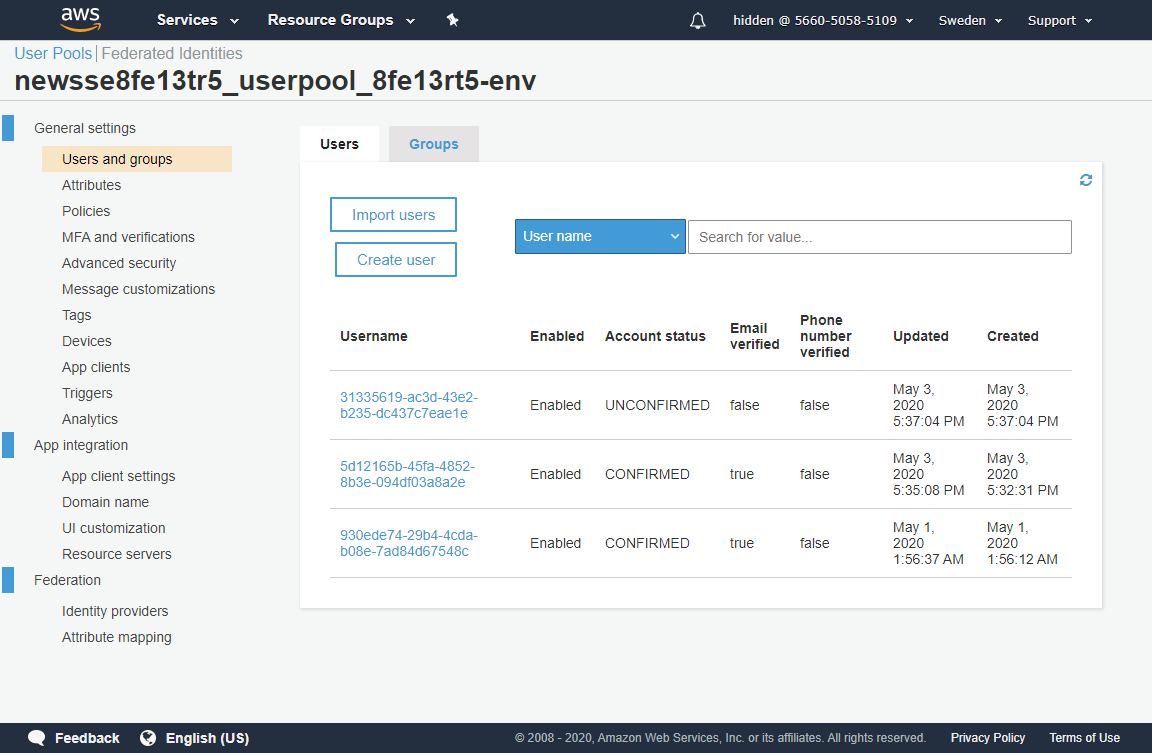 aws Services Resource Groups hidden @ 5660-5058-5109 Sweden Support
User Pools | Federated Identities
newsse8fe13tr5_userpool_8fe13rt5-env
General settings
Users and groups
Attributes
Policies
MFA and verifications
Advanced security
Message customizations
Tags
Devices
App clients
Triggers
Analytics
App integration
App client settings
Domain name
UI customization
Resource servers
Federation
Identity providers
Attribute mapping
Users Groups
Import users
Create user
User name Search for value...
Username Enabled Account status Email verified Phone number verified Updated Created
31335619-ac3d-43e2-
b235-dc437c7eae1e
Enabled UNCONFIRMED false false
May 3,
2020
5:37:04 PM
May 3,
2020
5:37:04 PM
5d12165b-45fa-4852-
8b3e-094df03a8a2e
Enabled CONFIRMED true false
May 3,
2020
5:35:08 PM
May 3,
2020
5:32:31 PM
930ede74-29b4-4cda-
b08e-7ad84d67548c
Enabled CONFIRMED true false
May 1,
2020
1:56:37 AM
May 1,
2020
1:56:12 AM
Feedback English (US) © 2008 - 2020, Amazon Web Services, Inc. or its affiliates. All rights reserved. Privacy Policy Terms of Use